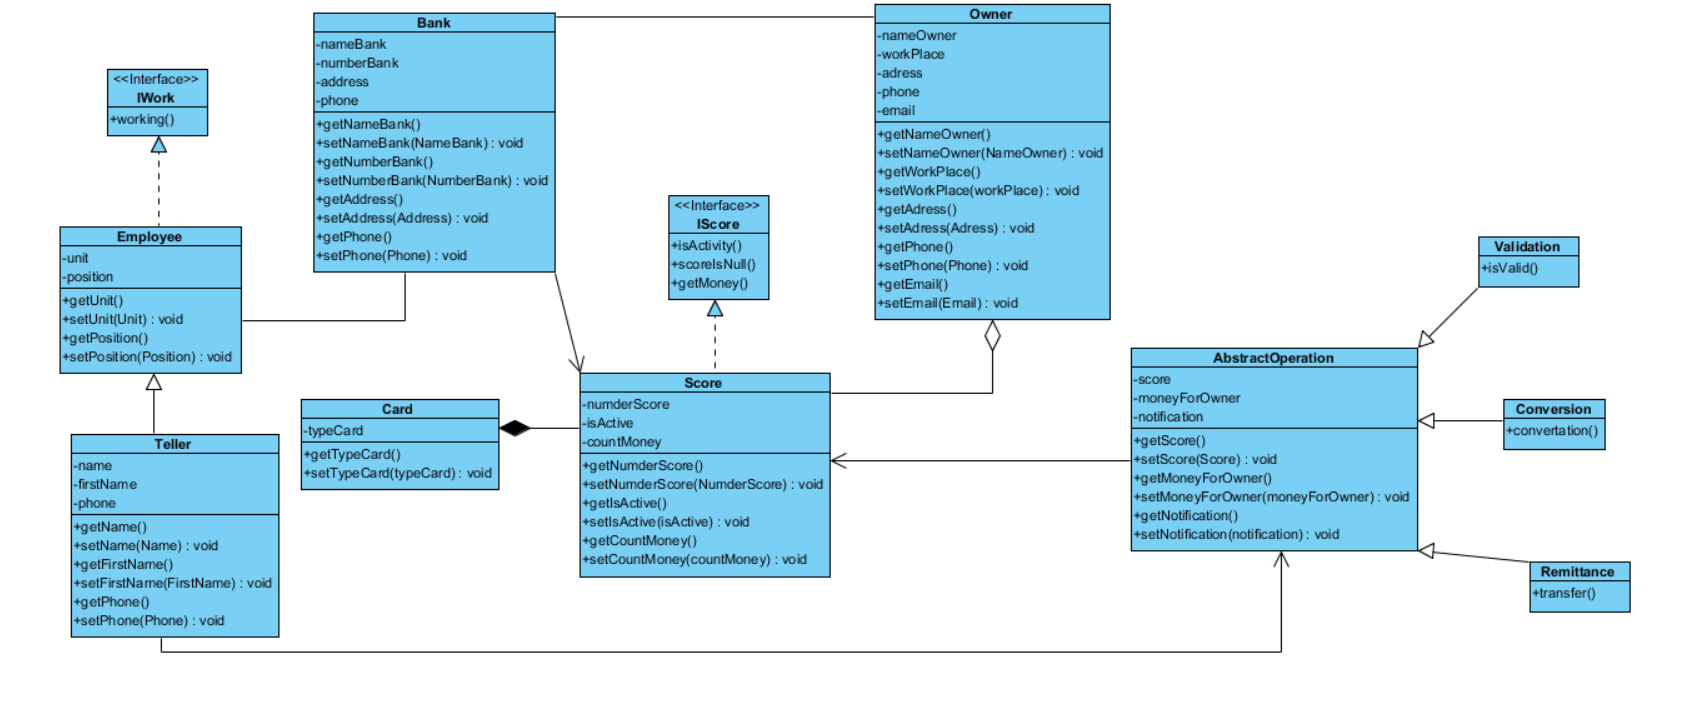 Bank
-nameBank
-numberBank
-address
-phone
+getNameBank()
+setNameBank(NameBank) : void
+getNumberBank()
+setNumberBank(NumberBank) : void
+getAddress()
+setAddress(Address) : void
+getPhone()
+setPhone(Phone) : void
Owner
-nameOwner
-workPlace
-adress
-phone
-email
+getNameOwner()
+setNameOwner(NameOwner) : void
+getWorkPlace()
+setWorkPlace(workPlace) : void
+getAdress()
+setAdress(Adress) : void
+getPhone()
+setPhone(Phone) : void
+getEmail()
+setEmail(Email) : void
<<Interface>>
IWork
+working()
<<Interface>>
IScore
+isActivity()
+scoreIsNull()
+getMoney()
Employee
-unit
-position
+getUnit()
+setUnit(Unit) : void
+getPosition()
+setPosition(Position) : void
Validation
+isValid()
AbstractOperation
-score
-moneyForOwner
-notification
+getScore()
+setScore(Score) : void
+getMoneyForOwner()
+setMoneyForOwner(moneyForOwner) : void
+getNotification()
+setNotification(notification) : void
Score
-numderScore
-isActive
-countMoney
+getNumderScore()
+setNumderScore(NumderScore) : void
+getIsActive()
+setIsActive(isActive) : void
+getCountMoney()
+setCountMoney(countMoney) : void
Card
-typeCard
+getTypeCard()
+setTypeCard(typeCard) : void
Conversion
+convertation()
Teller
-name
-firstName
-phone
+getName()
+setName(Name) : void
+getFirstName()
+setFirstName(FirstName) : void
+getPhone()
+setPhone(Phone) : void
Remittance
+transfer()